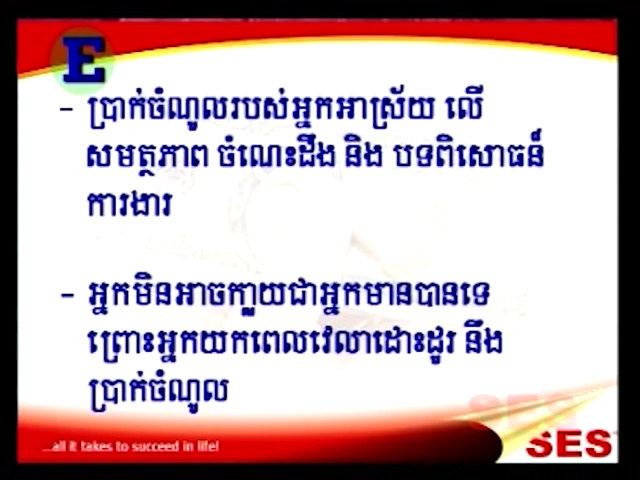 E
- ប្រាក់ចំណូលរបស់អ្នកអាស្រ័យ លើ
សមត្ថភាព ចំណេះដឹង និង បទពិសោធន៍
ការងារ
- អ្នកមិនអាចក្លាយជាអ្នកមានបានទេ
ព្រោះអ្នកយកពេលវេលាដោះដូរ នឹង
ប្រាក់ចំណូល
...all it takes to succeed in life!
SES
SES